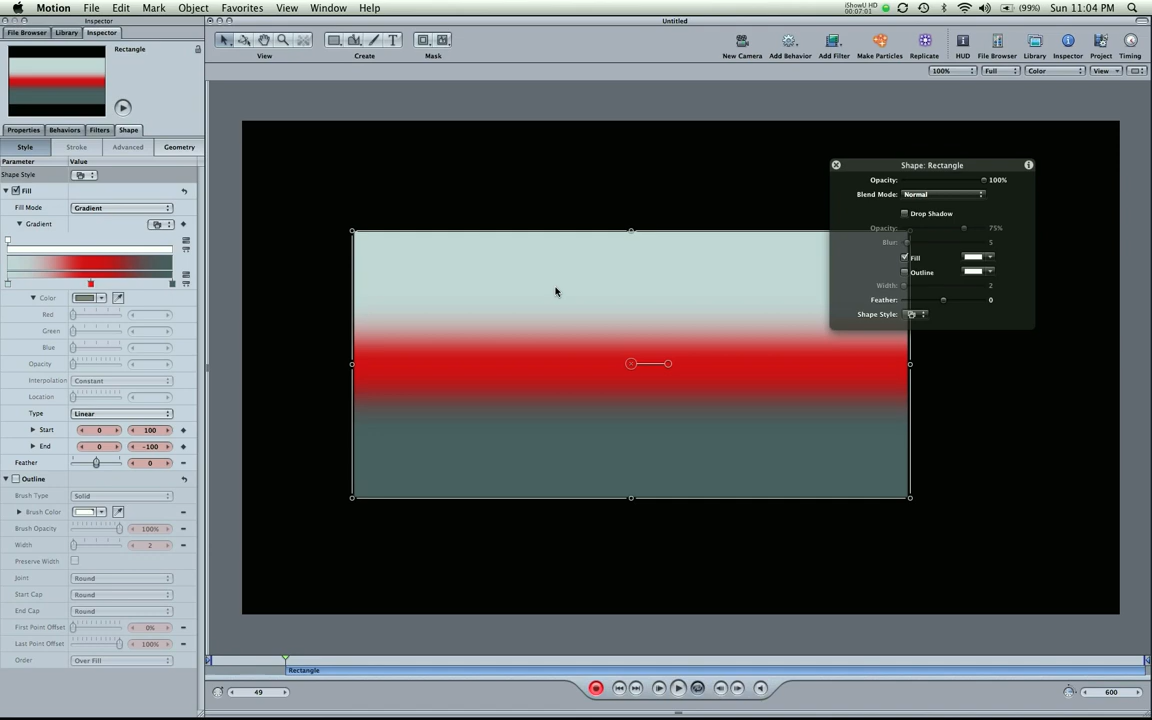 Motion File Edit Mark Object Favorites View Window Help
iShowU HD
00:07:01
(99%) Sun 11:04 PM
Inspector
Untitled
File Browser Library Inspector
Rectangle
View
Create
Mask
New Camera Add Behavior Add Filter Make Particles Replicate HUD File Browser Library Inspector Project Timing
100% Full Color View
Properties Behaviors Filters Shape
Style Stroke Advanced Geometry
Parameter Value
Shape Style
Fill
Fill Mode Gradient
Gradient
Color
Red
Green
Blue
Opacity
Interpolation Constant
Location
Type Linear
Start 0 100
End 0 -100
Feather 0
Outline
Brush Type Solid
Brush Color
Brush Opacity 100%
Width 2
Preserve Width
Joint Round
Start Cap Round
End Cap Round
First Point Offset 0%
Last Point Offset 100%
Order Over Fill
Shape: Rectangle
Opacity: 100%
Blend Mode: Normal
Drop Shadow
Opacity: 75%
Blur: 5
Fill
Outline
Width: 2
Feather: 0
Shape Style:
Rectangle
49
600